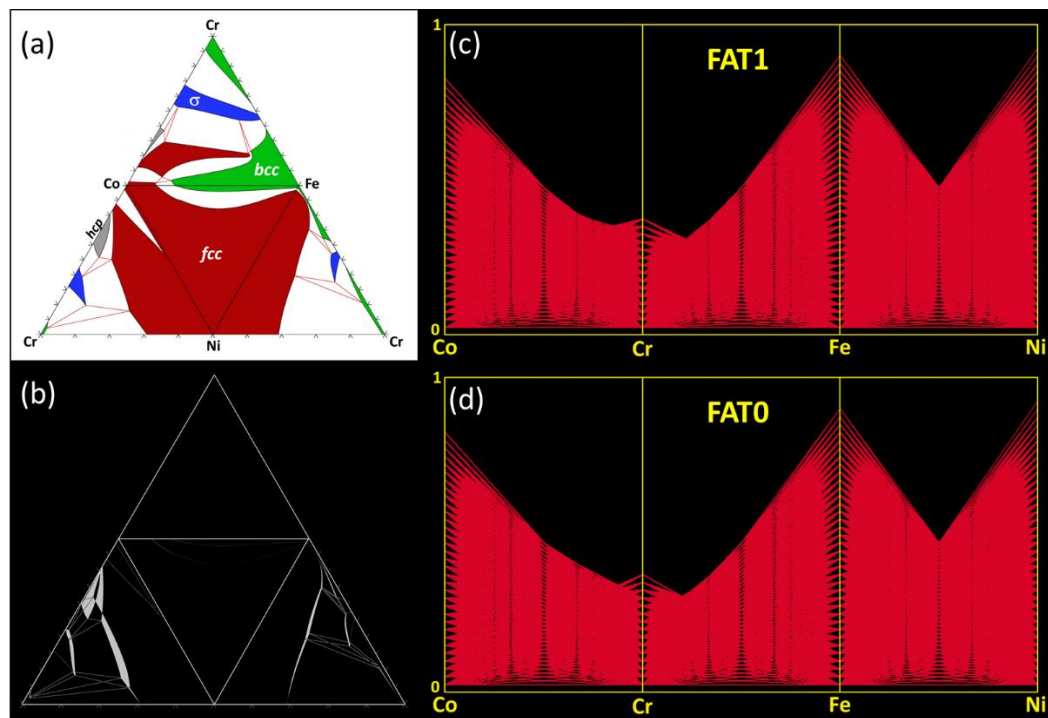 (a)
Cr
σ
Co
bcc
Fe
hcp
fcc
Cr
Ni
Cr
(b)
(c)
1
FAT1
0
Co
Cr
Fe
Ni
(d)
1
FAT0
0
Co
Cr
Fe
Ni